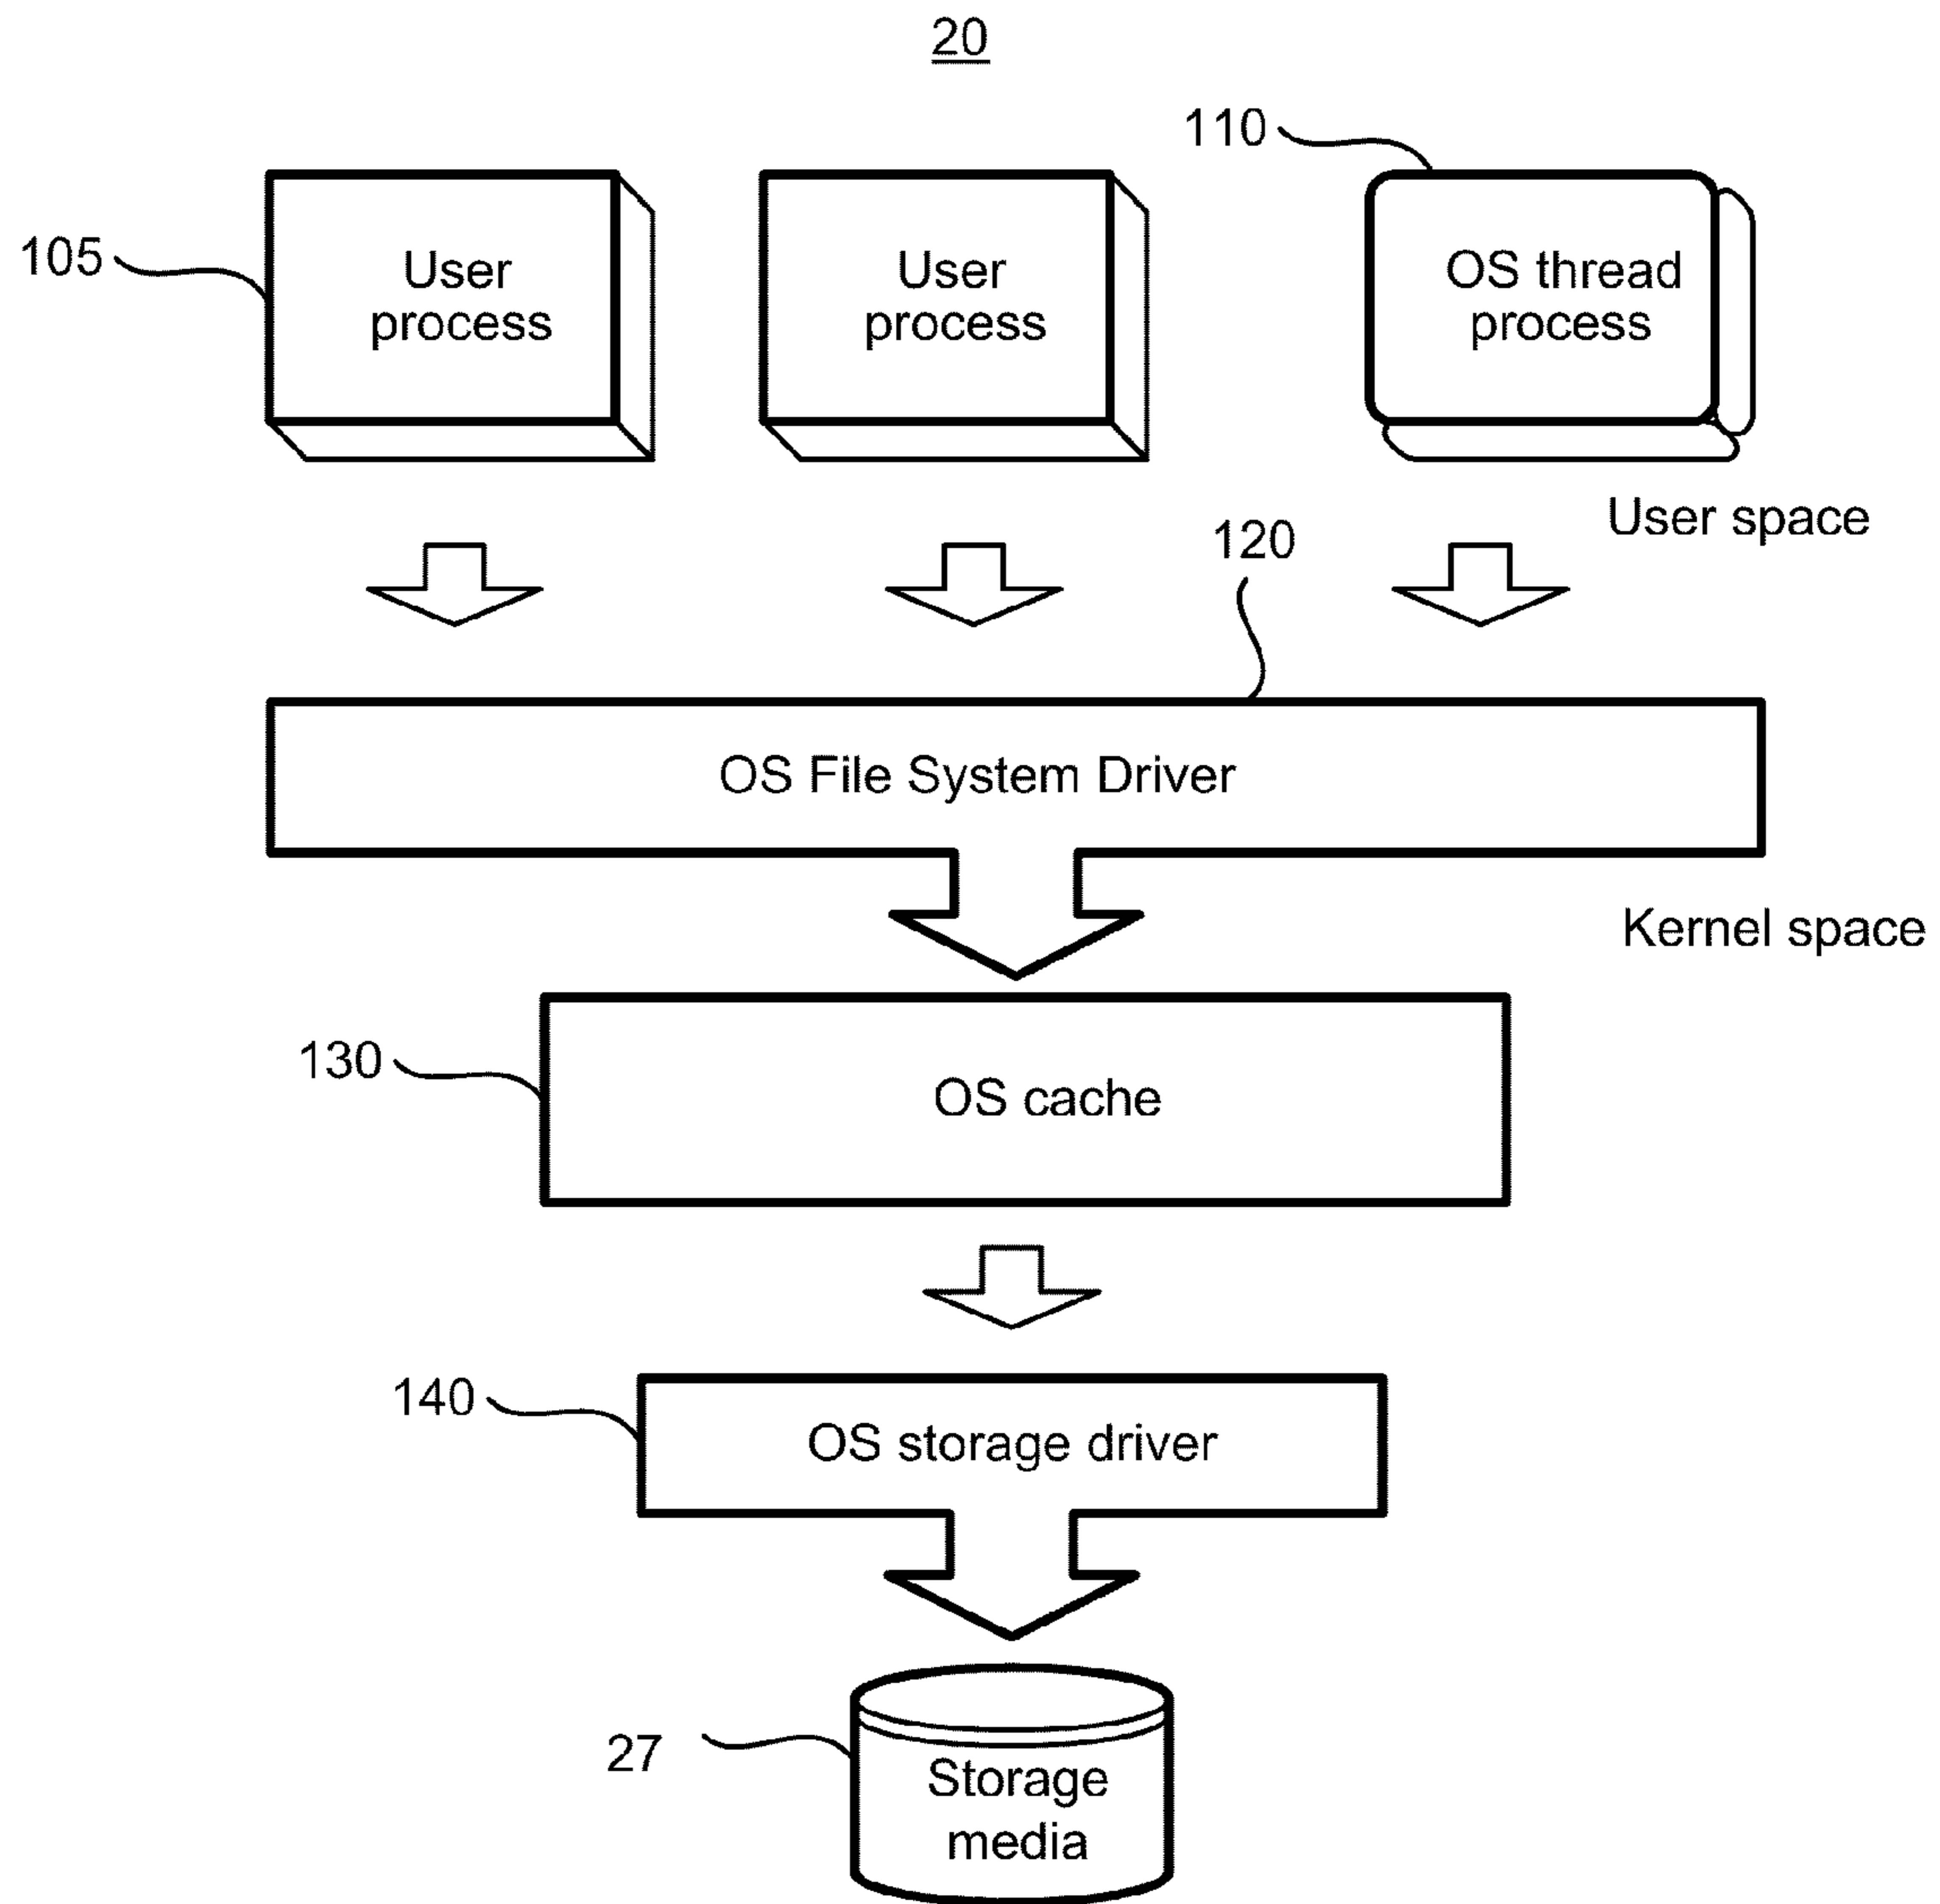 20
110
105
User
process
User
process
OS thread
process
User space
120
OS File System Driver
Kernel space
130
OS cache
140
OS storage driver
27
Storage
media